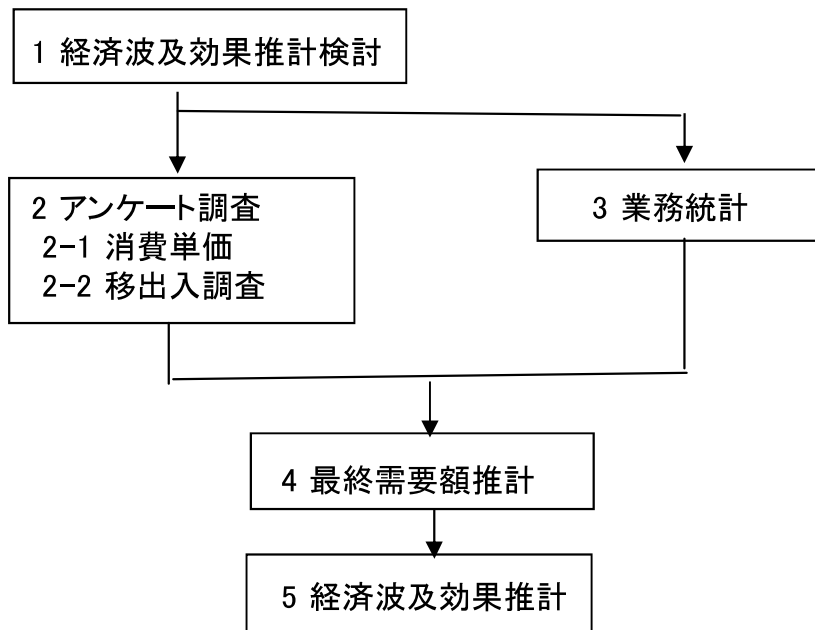 1 経済波及効果推計検討
2 アンケート調査
2-1 消費単価
2-2 移出入調査
3 業務統計
4 最終需要額推計
5 経済波及効果推計